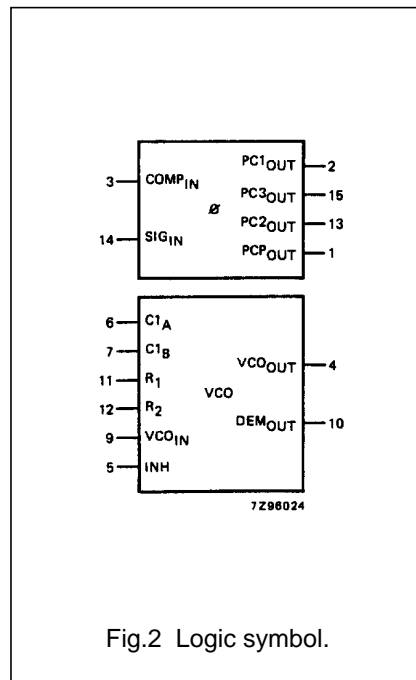 PC1OUT 2
3 COMPIN
PC3OUT 15
ø
PC2OUT 13
14 SIGIN
PCPOUT 1
6 C1A
7 C1B
VCOOUT 4
11 R1
VCO
12 R2
DEMOUT 10
9 VCOIN
5 INH
7Z96024
Fig.2 Logic symbol.